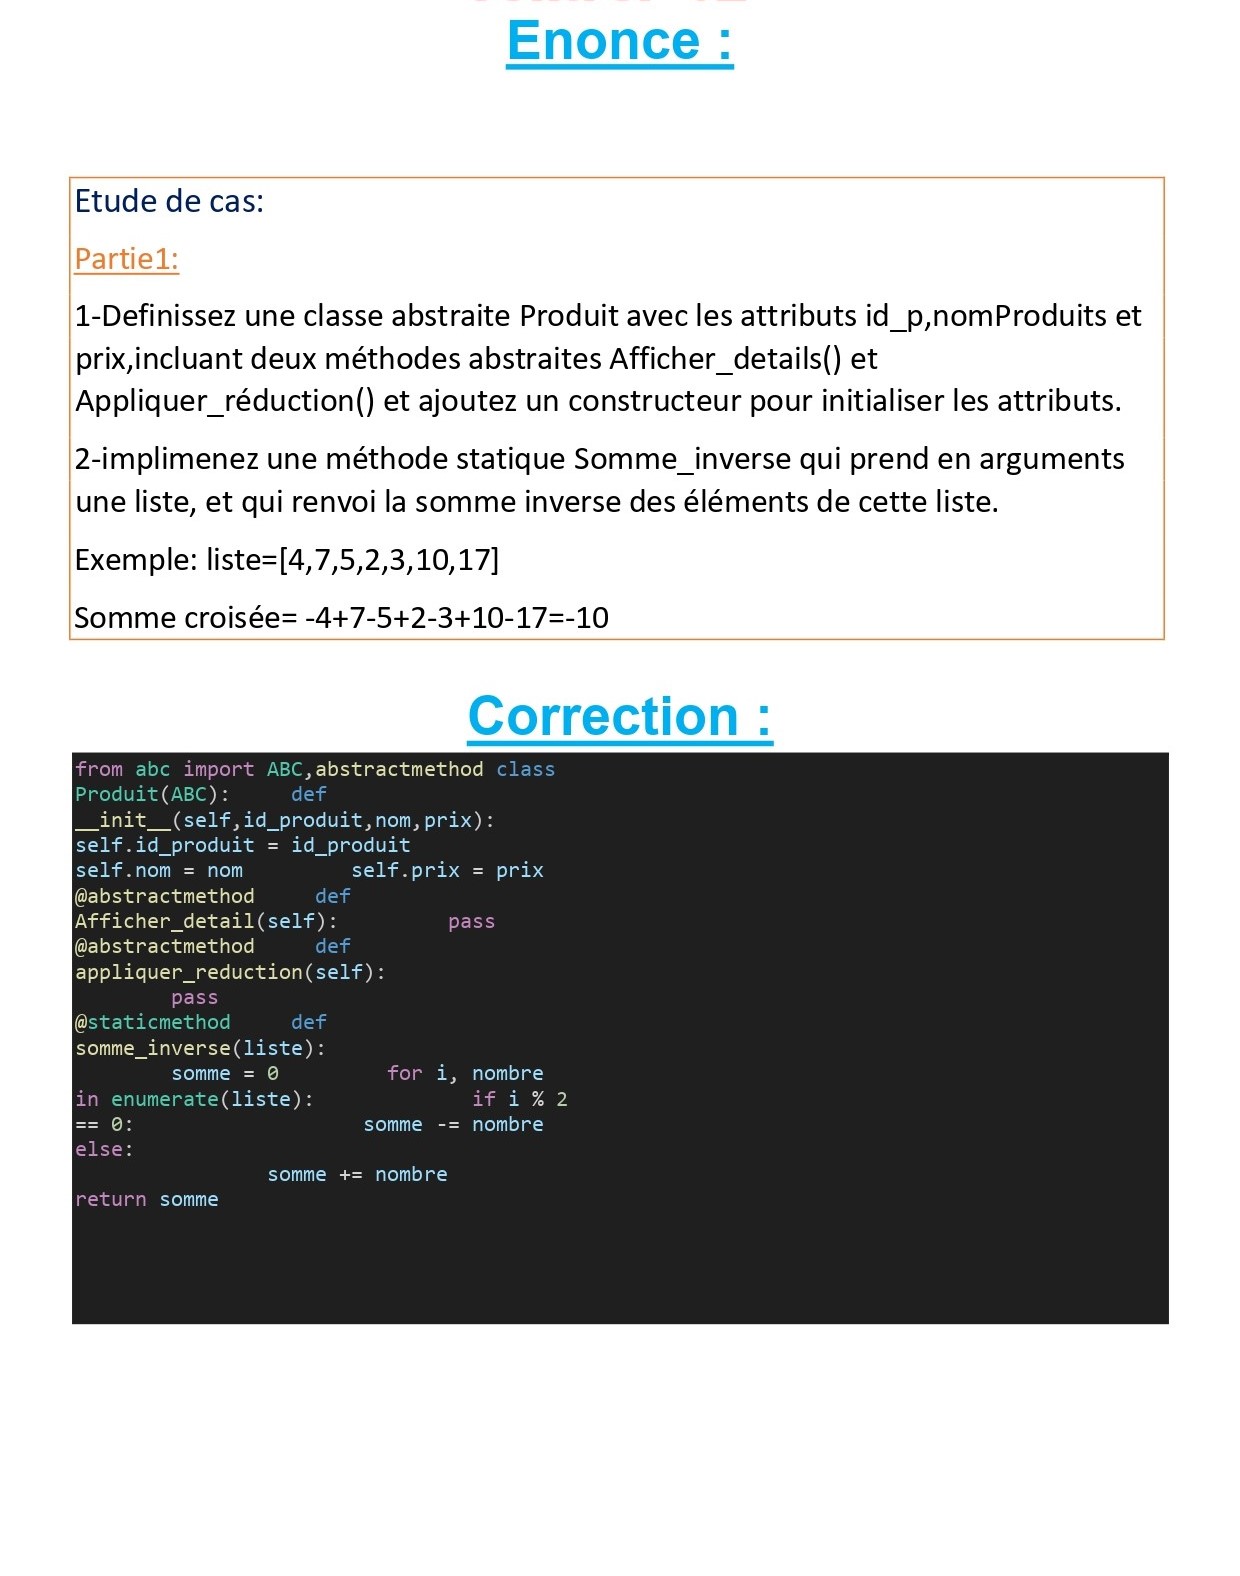 Enonce :
Etude de cas:
Partie1:
1-Definissez une classe abstraite Produit avec les attributs id_p,nomProduits et
prix,incluant deux méthodes abstraites Afficher_details() et
Appliquer_réduction() et ajoutez un constructeur pour initialiser les attributs.
2-implimenez une méthode statique Somme_inverse qui prend en arguments
une liste, et qui renvoi la somme inverse des éléments de cette liste.
Exemple: liste=[4,7,5,2,3,10,17]
Somme croisée= -4+7-5+2-3+10-17=-10
Correction :
from abc import ABC,abstractmethod class
Produit(ABC):     def
__init__(self,id_produit,nom,prix):
self.id_produit = id_produit
self.nom = nom         self.prix = prix
@abstractmethod     def
Afficher_detail(self):         pass
@abstractmethod     def
appliquer_reduction(self):
        pass
@staticmethod     def
somme_inverse(liste):
        somme = 0         for i, nombre
in enumerate(liste):             if i % 2
== 0:                   somme -= nombre
else:
                somme += nombre
return somme